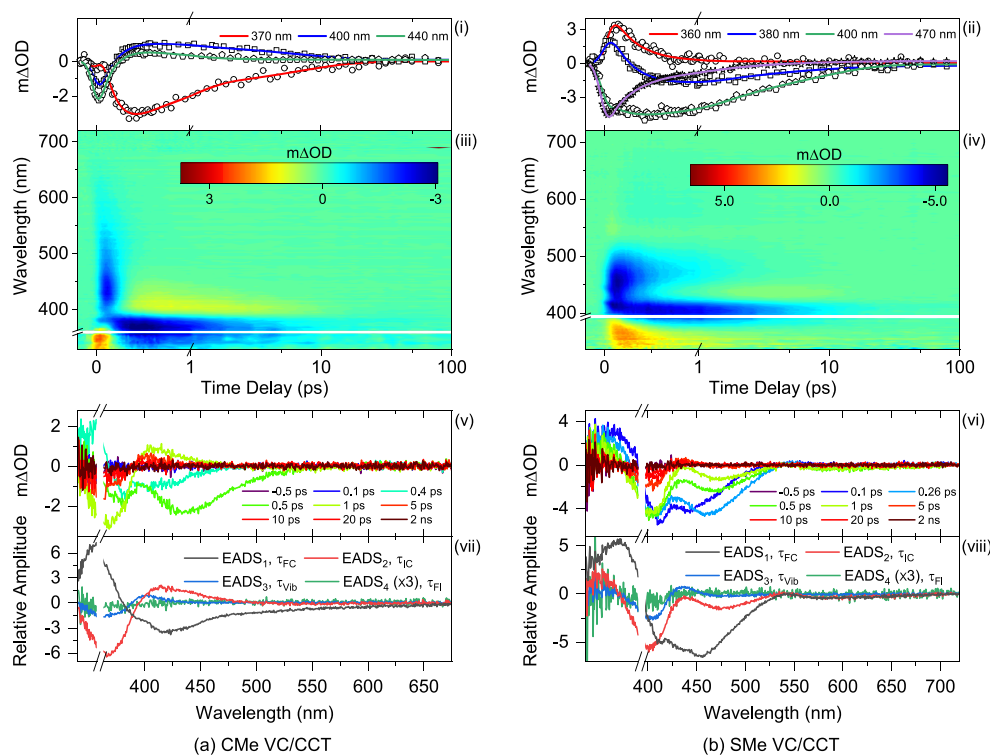 (i)
370 nm 400 nm 440 nm
mΔOD
0
-2
(ii)
360 nm 380 nm 400 nm 470 nm
mΔOD
3
0
-3
(iii)
Wavelength (nm)
700
600
500
400
mΔOD
3 0 -3
0 1 10 100
Time Delay (ps)
(iv)
Wavelength (nm)
700
600
500
400
mΔOD
5.0 0.0 -5.0
0 1 10 100
Time Delay (ps)
(v)
mΔOD
2
0
-2
-0.5 ps 0.1 ps 0.4 ps
0.5 ps 1 ps 5 ps
10 ps 20 ps 2 ns
(vi)
mΔOD
4
0
-4
-0.5 ps 0.1 ps 0.26 ps
0.5 ps 1 ps 5 ps
10 ps 20 ps 2 ns
(vii)
Relative Amplitude
6
3
0
-3
-6
EADS1, τFC EADS2, τIC
EADS3, τVib EADS4 (x3), τFl
400 450 500 550 600 650
Wavelength (nm)
(a) CMe VC/CCT
(viii)
Relative Amplitude
5
0
-5
EADS1, τFC EADS2, τIC
EADS3, τVib EADS4 (x3), τFl
400 450 500 550 600 650 700
Wavelength (nm)
(b) SMe VC/CCT